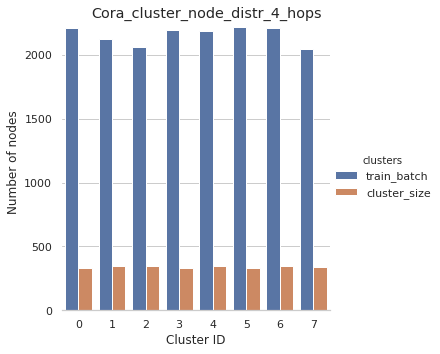 Cora_cluster_node_distr_4_hops
Number of nodes
2000
1500
1000
500
0
0 1 2 3 4 5 6 7
Cluster ID
clusters
train_batch
cluster_size